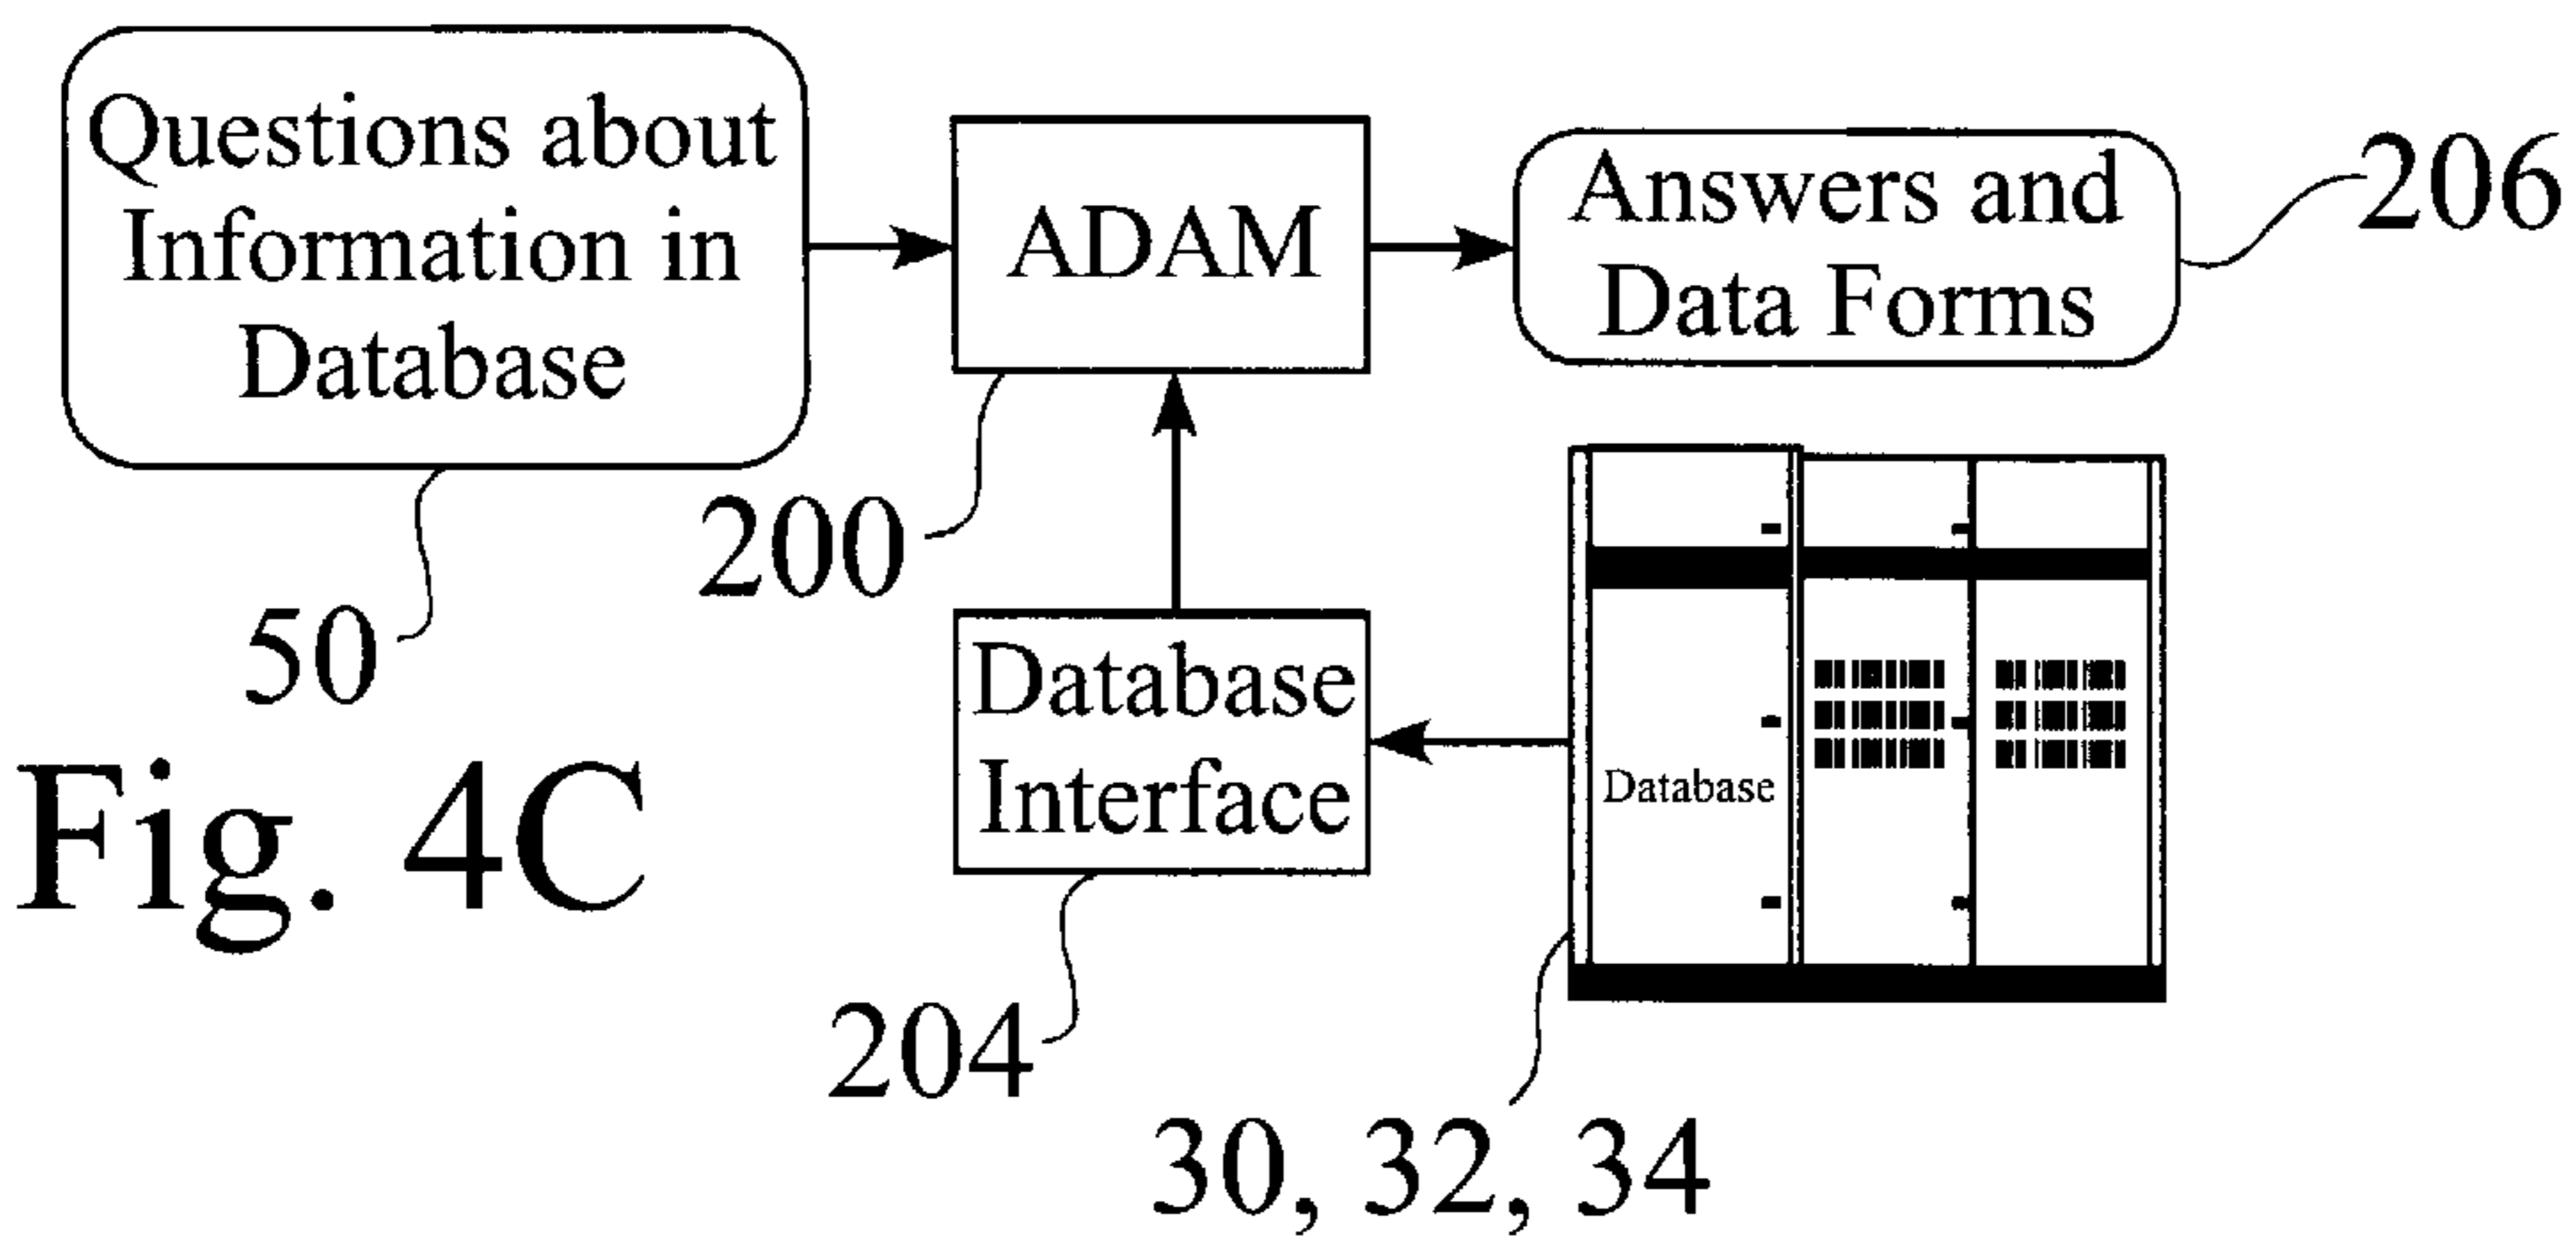 Questions about
Information in
Database
ADAM
Answers and
Data Forms
206
200
50
Database
Interface
Database
Fig. 4C
204
30, 32, 34